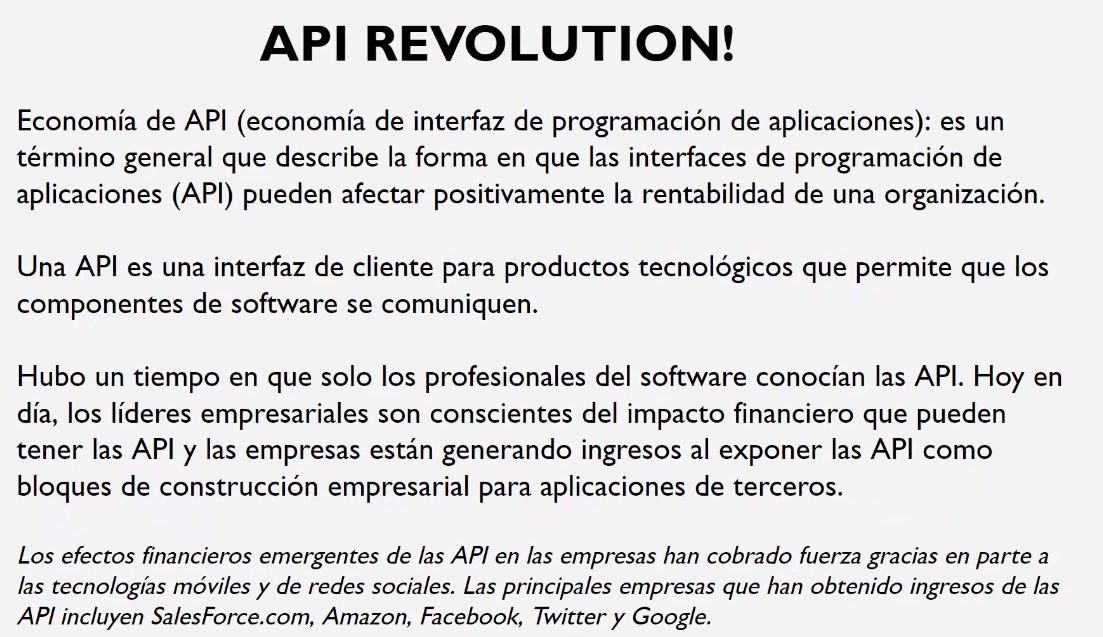 API REVOLUTION!
Economía de API (economía de interfaz de programación de aplicaciones): es un
término general que describe la forma en que las interfaces de programación de
aplicaciones (API) pueden afectar positivamente la rentabilidad de una organización.
Una API es una interfaz de cliente para productos tecnológicos que permite que los
componentes de software se comuniquen.
Hubo un tiempo en que solo los profesionales del software conocían las API. Hoy en
día, los líderes empresariales son conscientes del impacto financiero que pueden
tener las API y las empresas están generando ingresos al exponer las API como
bloques de construcción empresarial para aplicaciones de terceros.
Los efectos financieros emergentes de las API en las empresas han cobrado fuerza gracias en parte a
las tecnologías móviles y de redes sociales. Las principales empresas que han obtenido ingresos de las
API incluyen SalesForce.com, Amazon, Facebook, Twitter y Google.